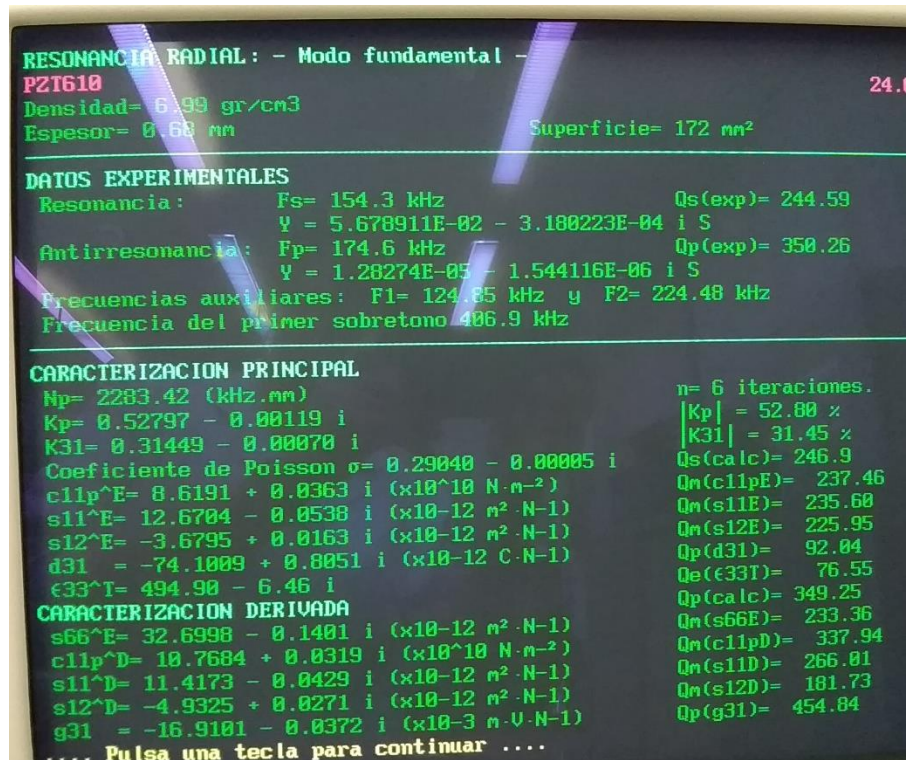 RESONANCIA RADIAL: - Modo fundamental -
PZT610 24.
Densidad= 6.99 gr/cm3
Espesor= 0.68 mm Superficie= 172 mm²
DATOS EXPERIMENTALES
Resonancia: Fs= 154.3 kHz Qs(exp)= 244.59
Y = 5.678911E-02 - 3.180223E-04 i S
Antirresonancia: Fp= 174.6 kHz Qp(exp)= 350.26
Y = 1.28274E-05 - 1.544116E-06 i S
Frecuencias auxiliares: F1= 124.85 kHz y F2= 224.48 kHz
Frecuencia del primer sobretono 406.9 kHz
CARACTERIZACION PRINCIPAL
Np= 2283.42 (kHz.mm) n= 6 iteraciones.
Kp= 0.52797 - 0.00119 i |Kp| = 52.80 %
K31= 0.31449 - 0.00070 i |K31| = 31.45 %
Coeficiente de Poisson σ= 0.29040 - 0.00005 i Qs(calc)= 246.9
c11p^E= 8.6191 + 0.0363 i (x10^10 N·m-²) Qm(c11pE)= 237.46
s11^E= 12.6704 - 0.0538 i (x10-12 m²·N-1) Qm(s11E)= 235.60
s12^E= -3.6795 + 0.0163 i (x10-12 m²·N-1) Qm(s12E)= 225.95
d31 = -74.1009 + 0.8051 i (x10-12 C·N-1) Qp(d31)= 92.04
€33^T= 494.90 - 6.46 i Qe(€33T)= 76.55
CARACTERIZACION DERIVADA Qp(calc)= 349.25
s66^E= 32.6998 - 0.1401 i (x10-12 m²·N-1) Qm(s66E)= 233.36
c11p^D= 10.7684 + 0.0319 i (x10^10 N·m-²) Qm(c11pD)= 337.94
s11^D= 11.4173 - 0.0429 i (x10-12 m²·N-1) Qm(s11D)= 266.01
s12^D= -4.9325 + 0.0271 i (x10-12 m²·N-1) Qm(s12D)= 181.73
g31 = -16.9101 - 0.0372 i (x10-3 m·V·N-1) Qp(g31)= 454.84
.... Pulsa una tecla para continuar ....